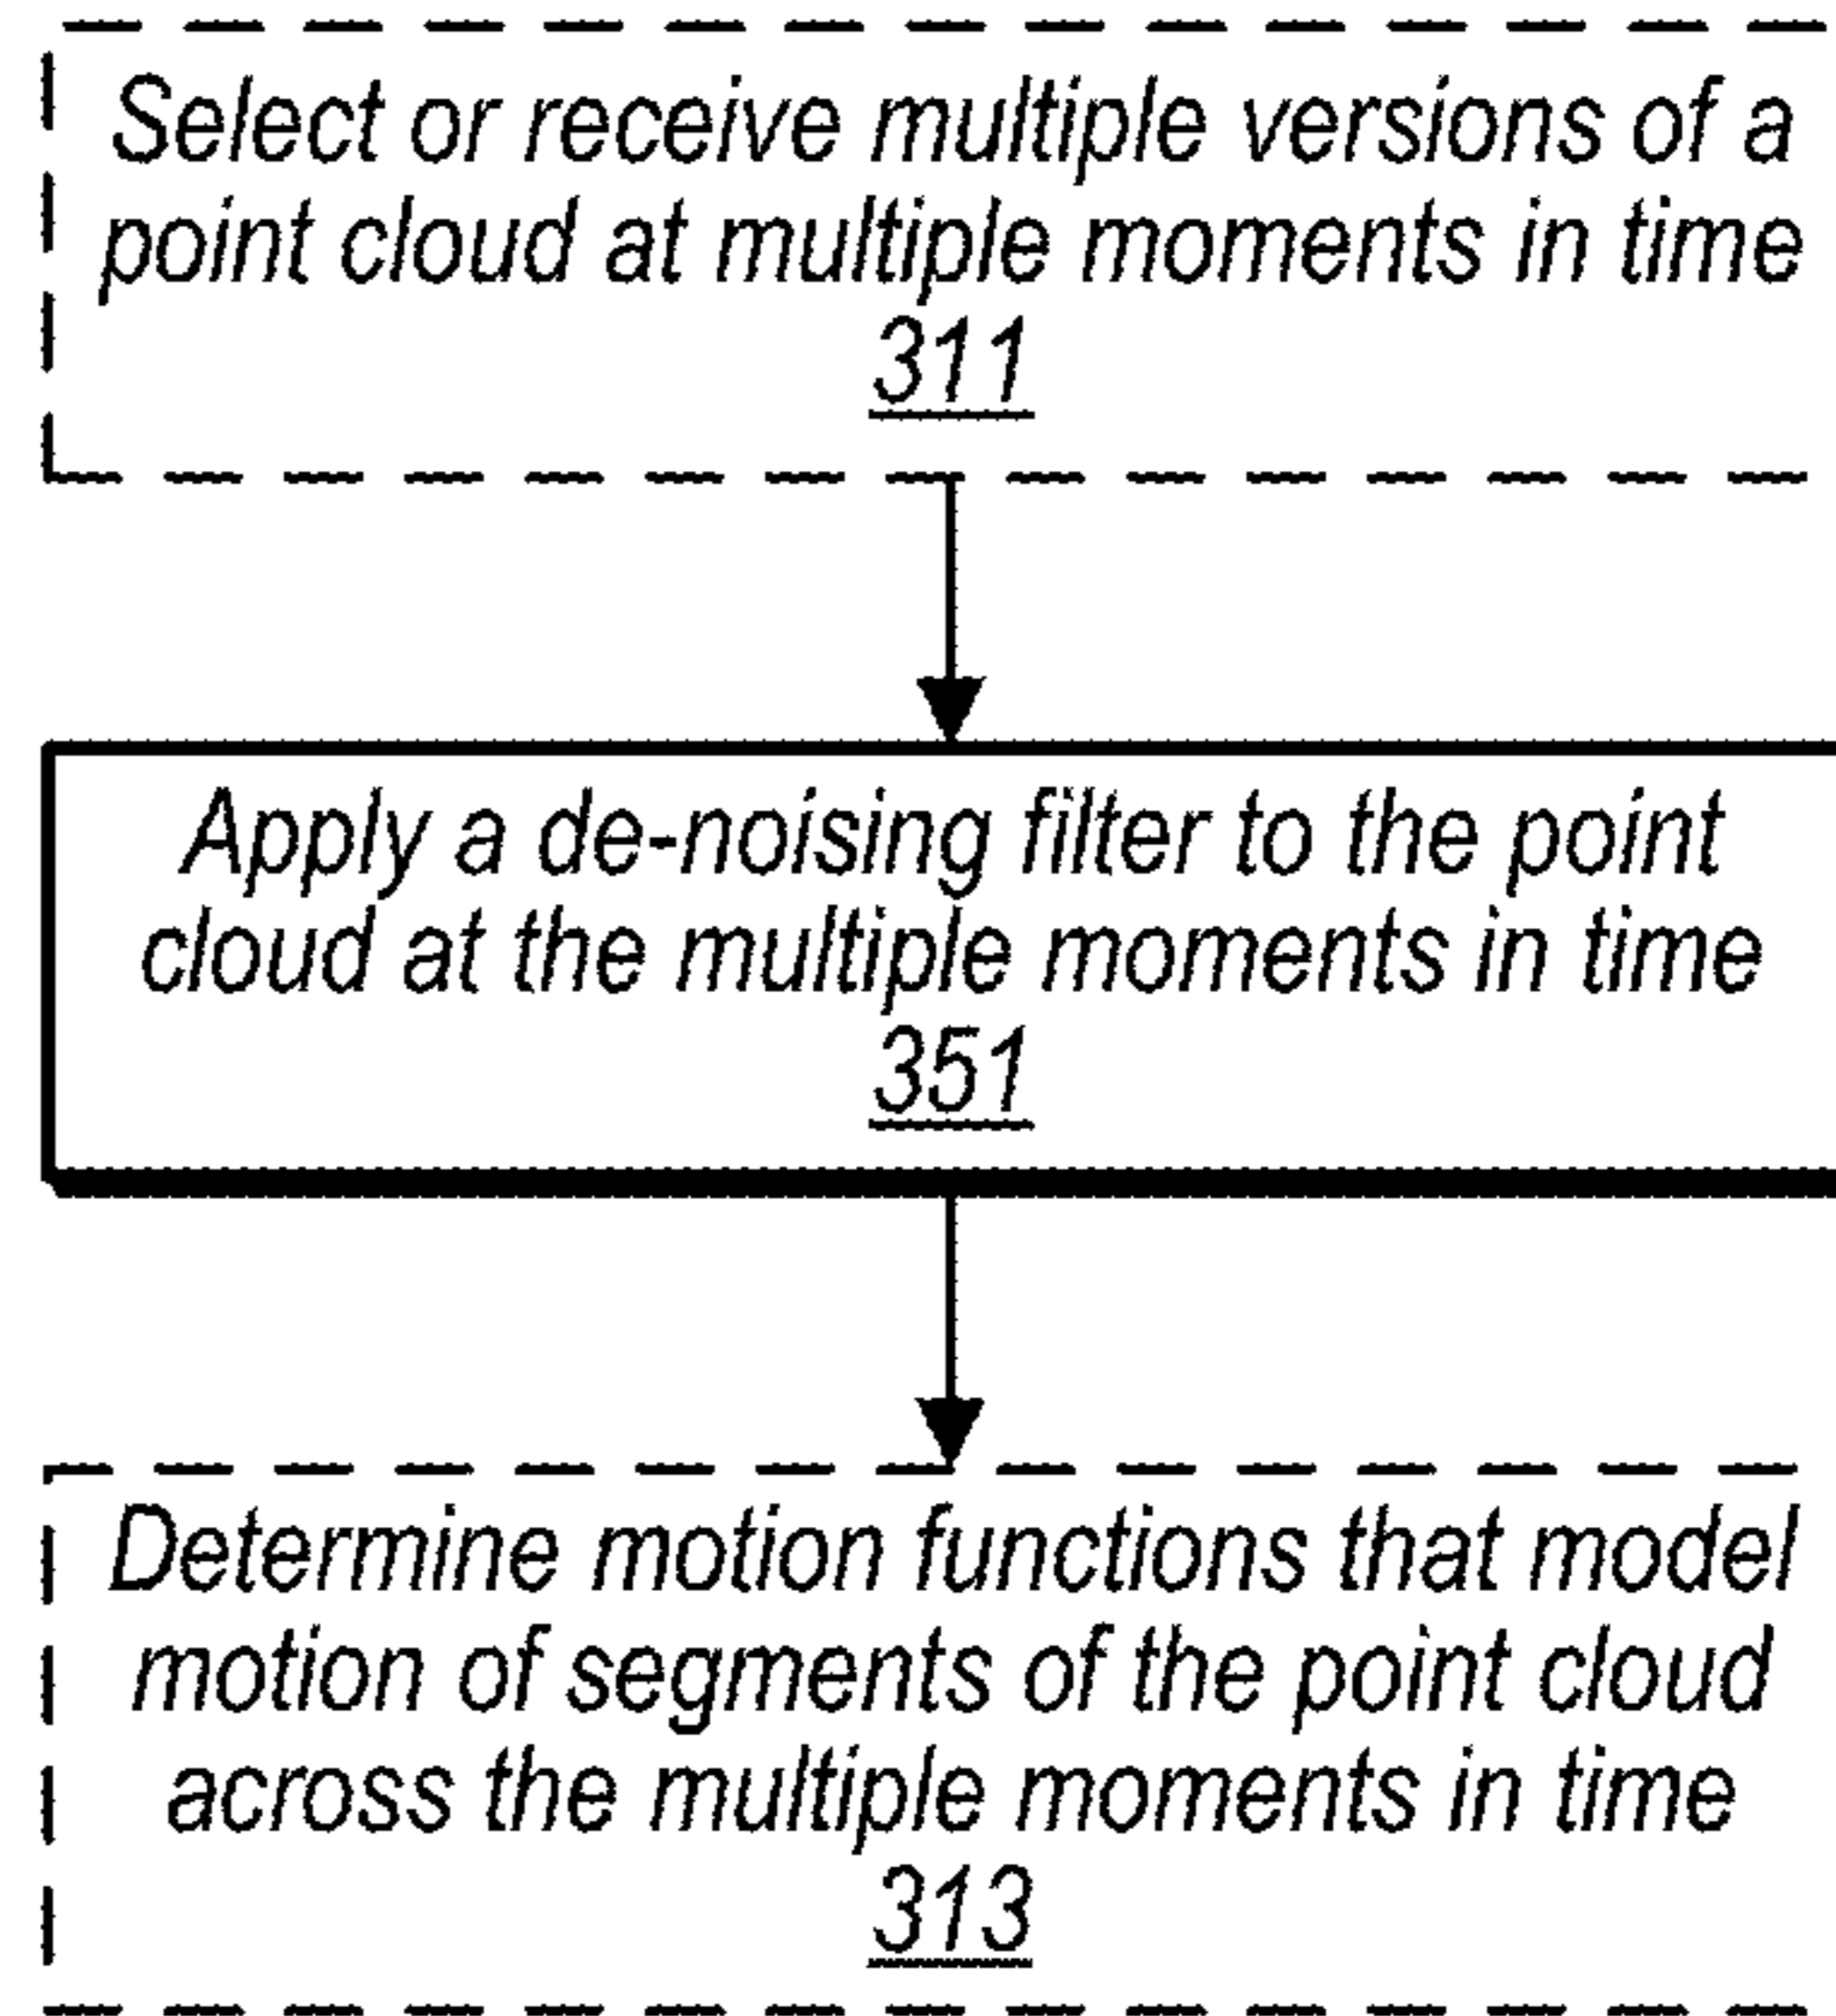 Select or receive multiple versions of a
point cloud at multiple moments in time
311
Apply a de-noising filter to the point
cloud at the multiple moments in time
351
Determine motion functions that model
motion of segments of the point cloud
across the multiple moments in time
313